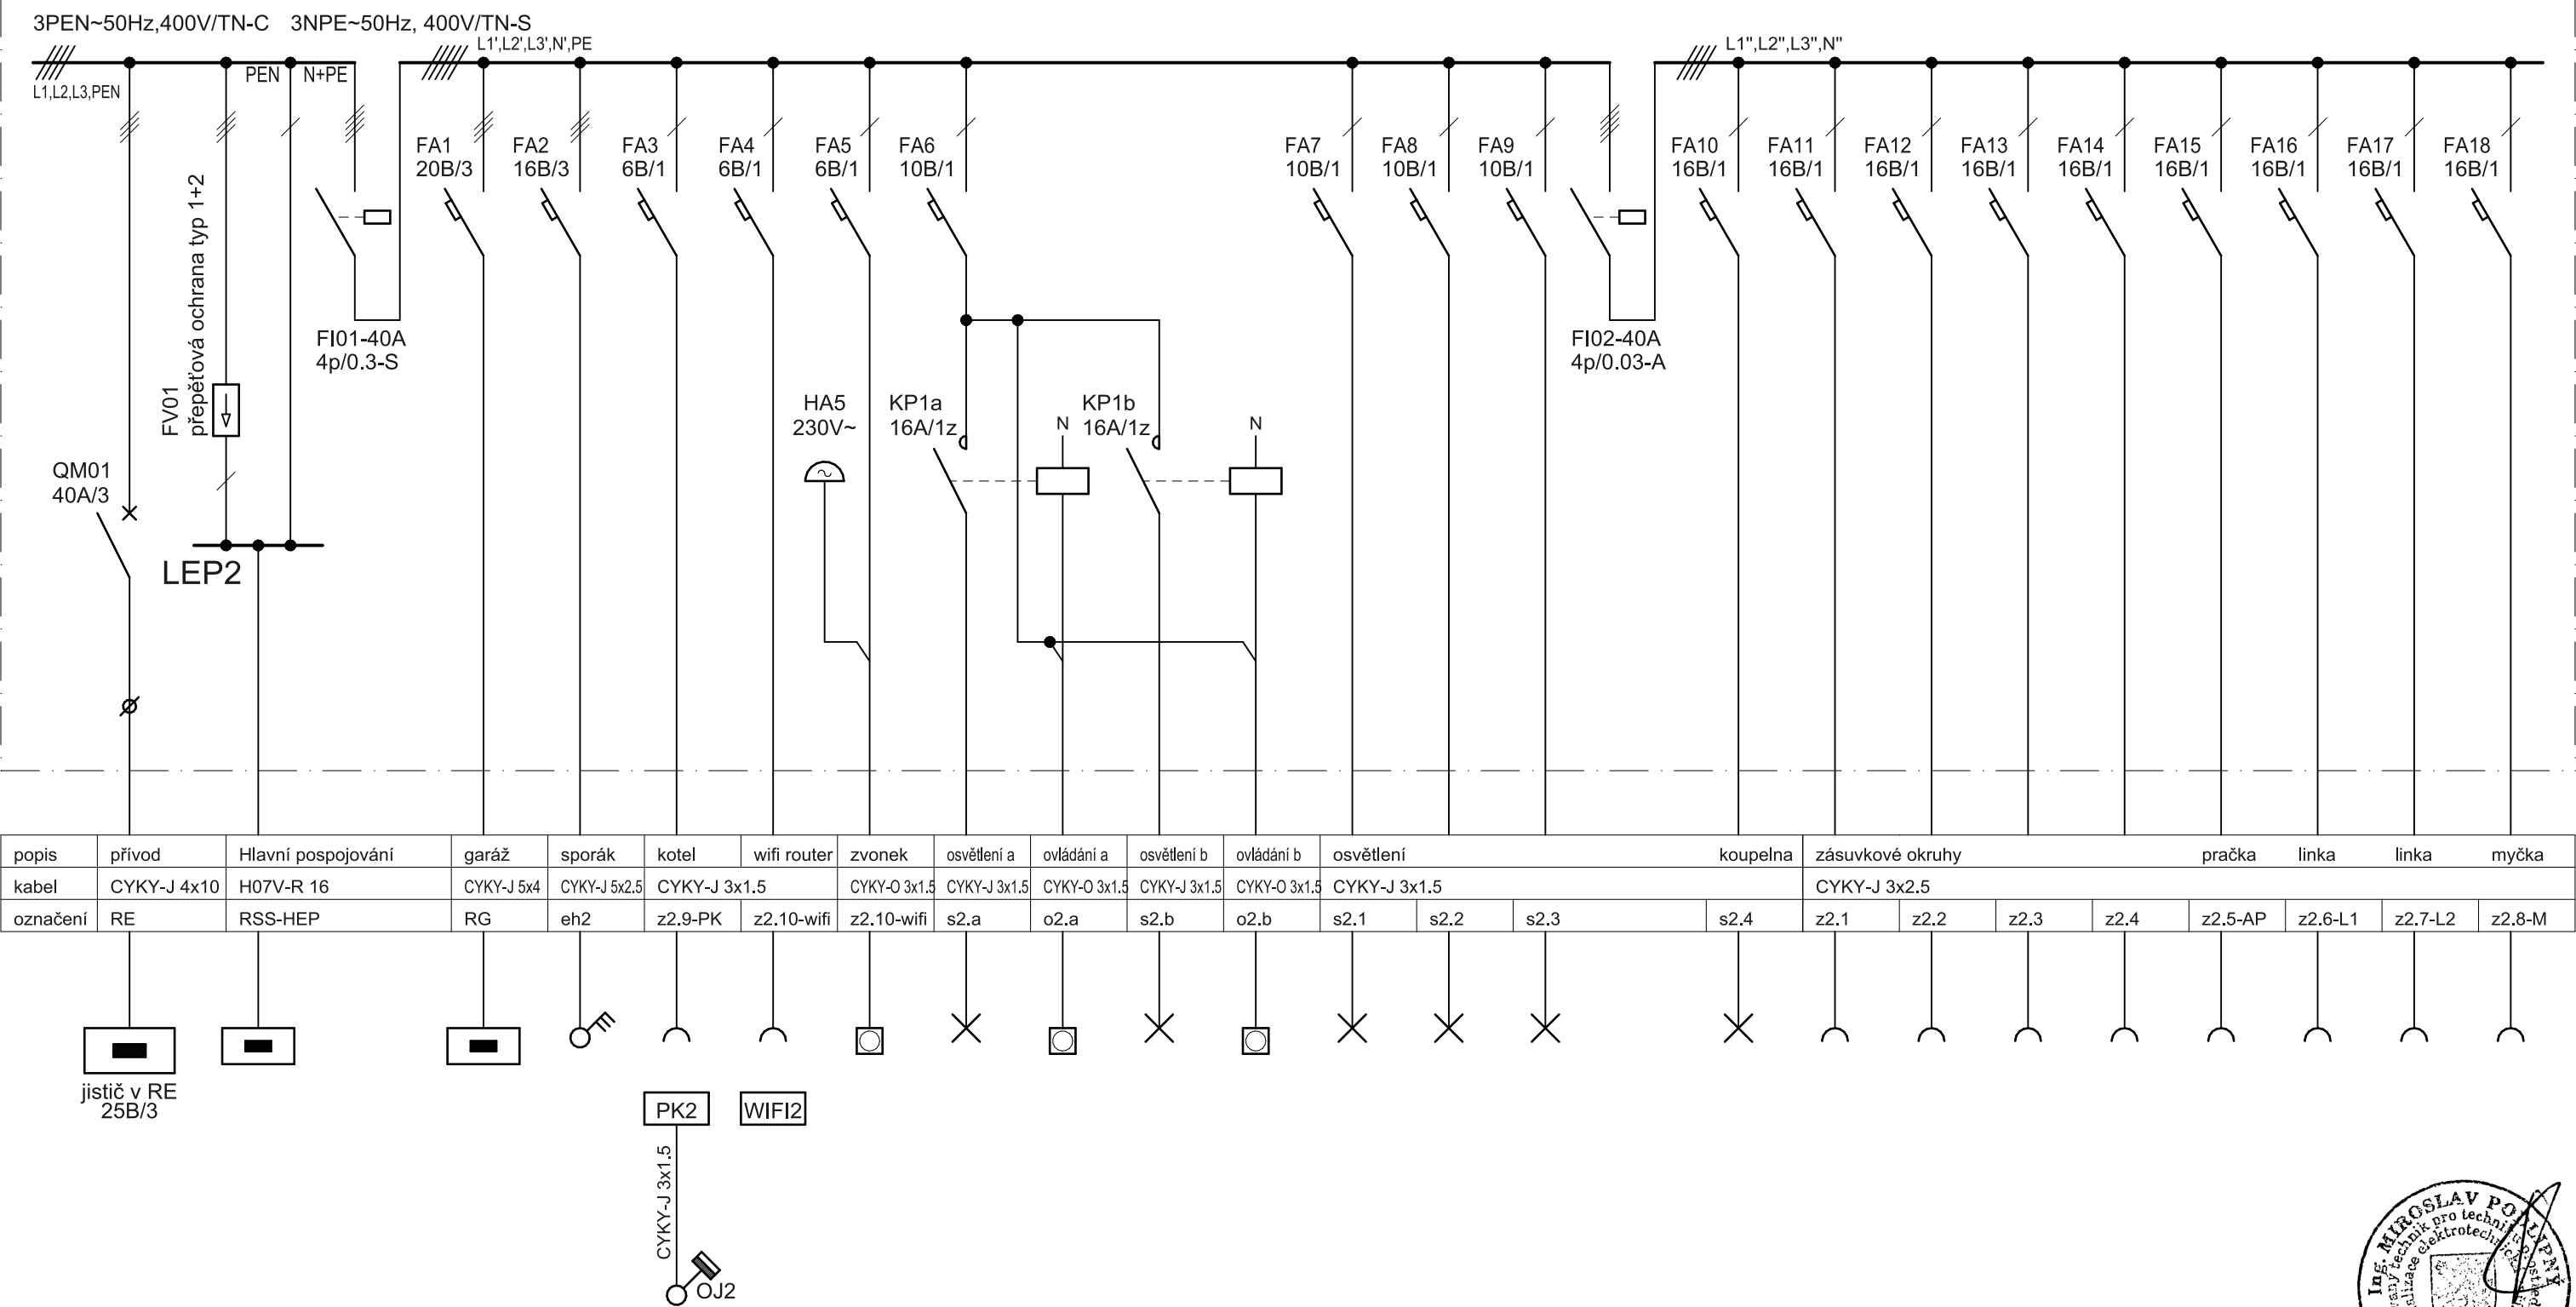 3PEN~50Hz,400V/TN-C 3NPE~50Hz, 400V/TN-S
L1',L2',L3',N',PE
L1'',L2'',L3'',N''
PEN N+PE
L1,L2,L3,PEN
FA1
20B/3
FA2
16B/3
FA3
6B/1
FA4
6B/1
FA5
6B/1
FA6
10B/1
FA7
10B/1
FA8
10B/1
FA9
10B/1
FA10
16B/1
FA11
16B/1
FA12
16B/1
FA13
16B/1
FA14
16B/1
FA15
16B/1
FA16
16B/1
FA17
16B/1
FA18
16B/1
FV01
přepěťová ochrana typ 1+2
FI01-40A
4p/0.3-S
FI02-40A
4p/0.03-A
HA5
230V~
KP1a
16A/1z
N
KP1b
16A/1z
N
QM01
40A/3
LEP2
popis přívod Hlavní pospojování garáž sporák kotel wifi router zvonek osvětlení a ovládání a osvětlení b ovládání b osvětlení koupelna zásuvkové okruhy pračka linka linka myčka
kabel CYKY-J 4x10 H07V-R 16 CYKY-J 5x4 CYKY-J 5x2.5 CYKY-J 3x1.5 CYKY-O 3x1.5 CYKY-J 3x1.5 CYKY-O 3x1.5 CYKY-J 3x1.5 CYKY-O 3x1.5 CYKY-J 3x1.5 CYKY-J 3x2.5
označení RE RSS-HEP RG eh2 z2.9-PK z2.10-wifi z2.10-wifi s2.a o2.a s2.b o2.b s2.1 s2.2 s2.3 s2.4 z2.1 z2.2 z2.3 z2.4 z2.5-AP z2.6-L1 z2.7-L2 z2.8-M
jistič v RE
25B/3
PK2
WIFI2
CYKY-J 3x1.5
OJ2
Ing. MIROSLAV
technik pro techni
elektrotech